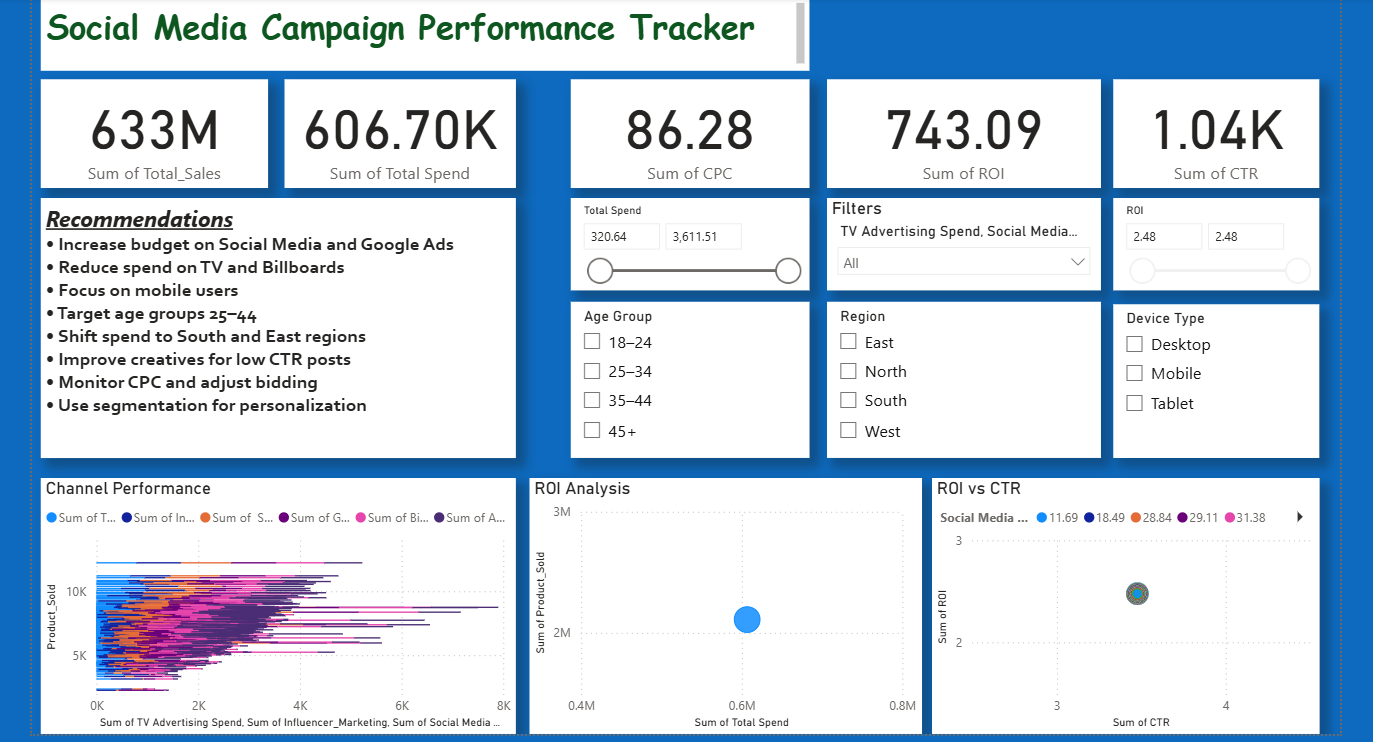 Social Media Campaign Performance Tracker
633M
Sum of Total_Sales
606.70K
Sum of Total Spend
86.28
Sum of CPC
743.09
Sum of ROI
1.04K
Sum of CTR
Recommendations
• Increase budget on Social Media and Google Ads
• Reduce spend on TV and Billboards
• Focus on mobile users
• Target age groups 25–44
• Shift spend to South and East regions
• Improve creatives for low CTR posts
• Monitor CPC and adjust bidding
• Use segmentation for personalization
Total Spend
320.64 3,611.51
Filters
TV Advertising Spend, Social Media...
All
ROI
2.48 2.48
Age Group
18–24
25–34
35–44
45+
Region
East
North
South
West
Device Type
Desktop
Mobile
Tablet
Channel Performance
Sum of T... Sum of In... Sum of S... Sum of G... Sum of Bi... Sum of A...
Product_Sold
10K
5K
0K 2K 4K 6K 8K
Sum of TV Advertising Spend, Sum of Influencer_Marketing, Sum of Social Media ...
ROI Analysis
Sum of Product_Sold
3M
2M
0.4M 0.6M 0.8M
Sum of Total Spend
ROI vs CTR
Social Media ... 11.69 18.49 28.84 29.11 31.38
Sum of ROI
3
2
3 4
Sum of CTR